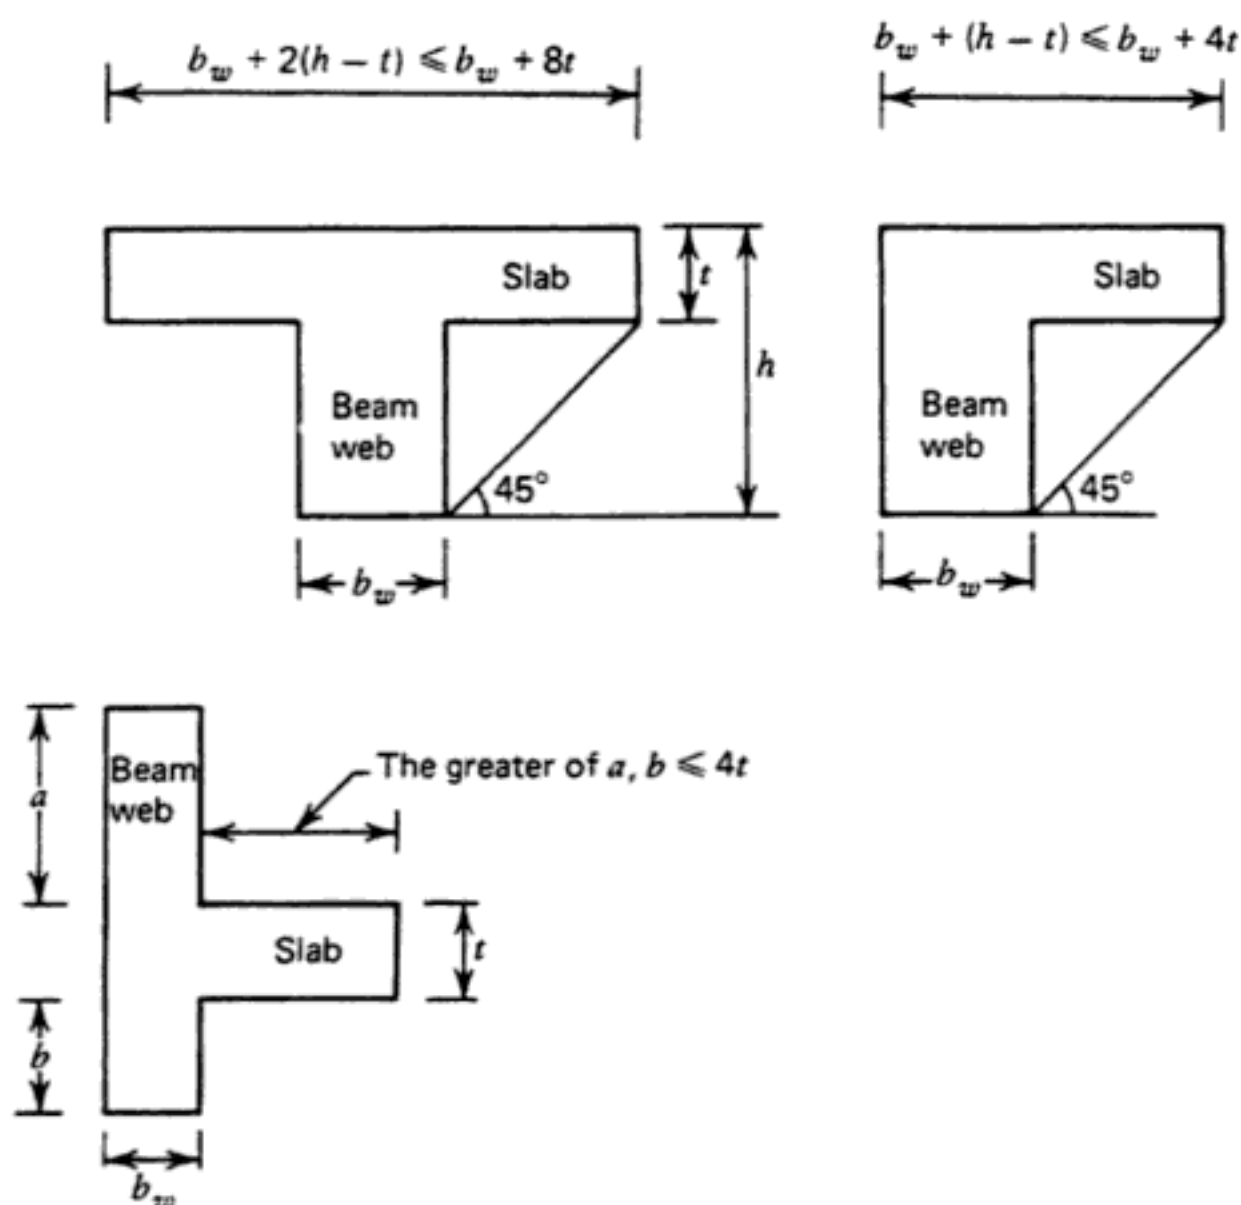 b_w + 2(h − t) ⩽ b_w + 8t
b_w + (h − t) ⩽ b_w + 4t
Slab
t
h
Beam
web
45°
b_w
Slab
Beam
web
45°
b_w
Beam
web
a
The greater of a, b ⩽ 4t
Slab
t
b
b_w